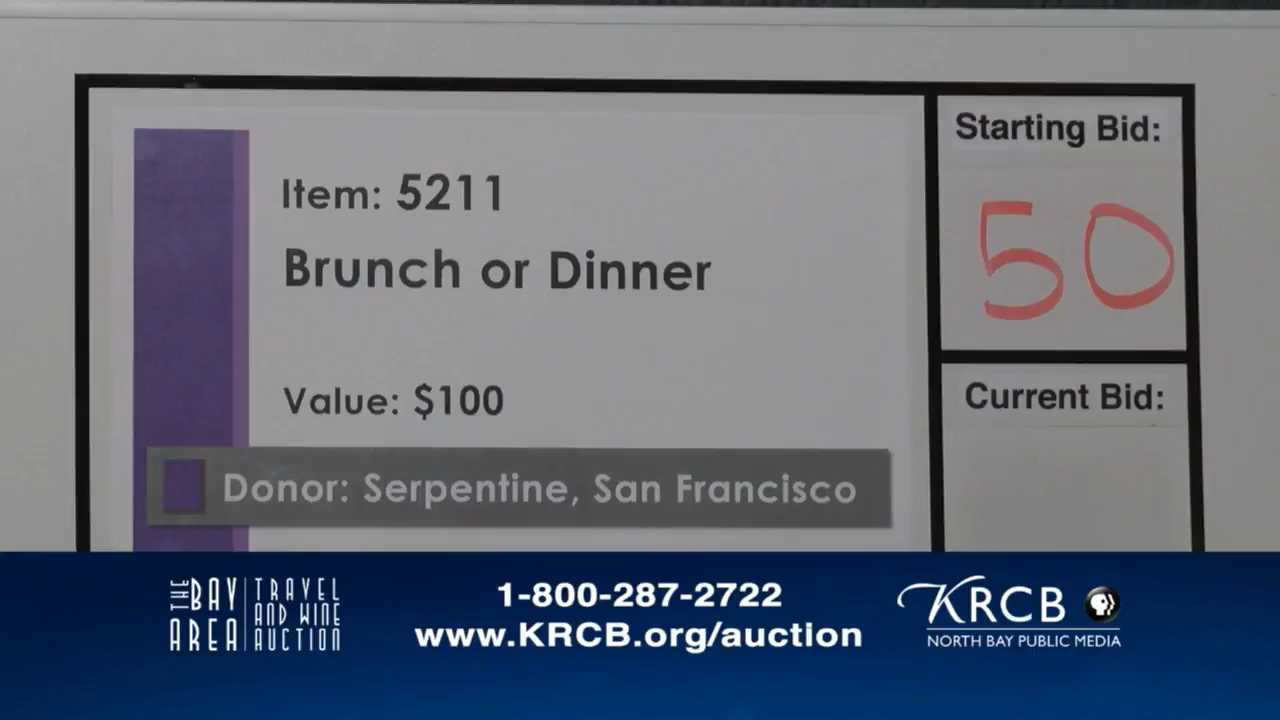 Item: 5211
Brunch or Dinner
Value: $100
Donor: Serpentine, San Francisco
Starting Bid:
50
Current Bid:
THE BAY AREA
TRAVEL AND WINE AUCTION
1-800-287-2722
www.KRCB.org/auction
KRCB
NORTH BAY PUBLIC MEDIA